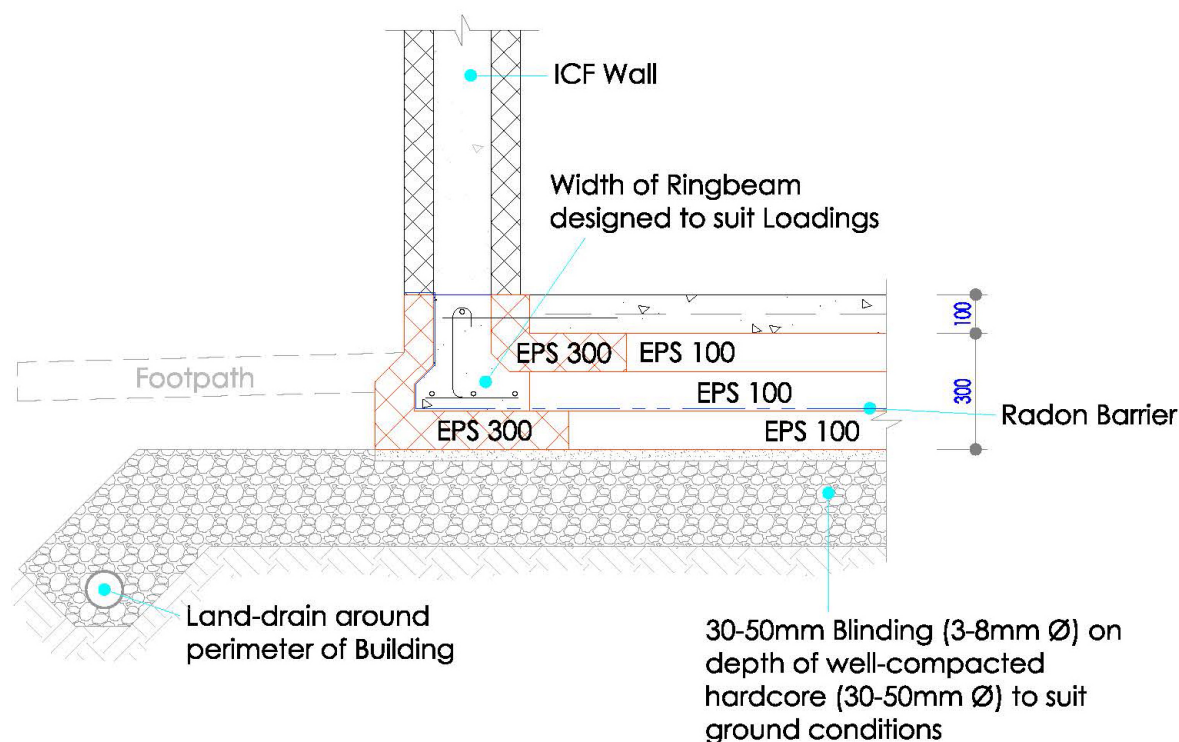 ICF Wall
Width of Ringbeam
designed to suit Loadings
100
EPS 300
EPS 100
Footpath
EPS 100
300
Radon Barrier
EPS 300
EPS 100
Land-drain around
perimeter of Building
30-50mm Blinding (3-8mm Ø) on
depth of well-compacted
hardcore (30-50mm Ø) to suit
ground conditions